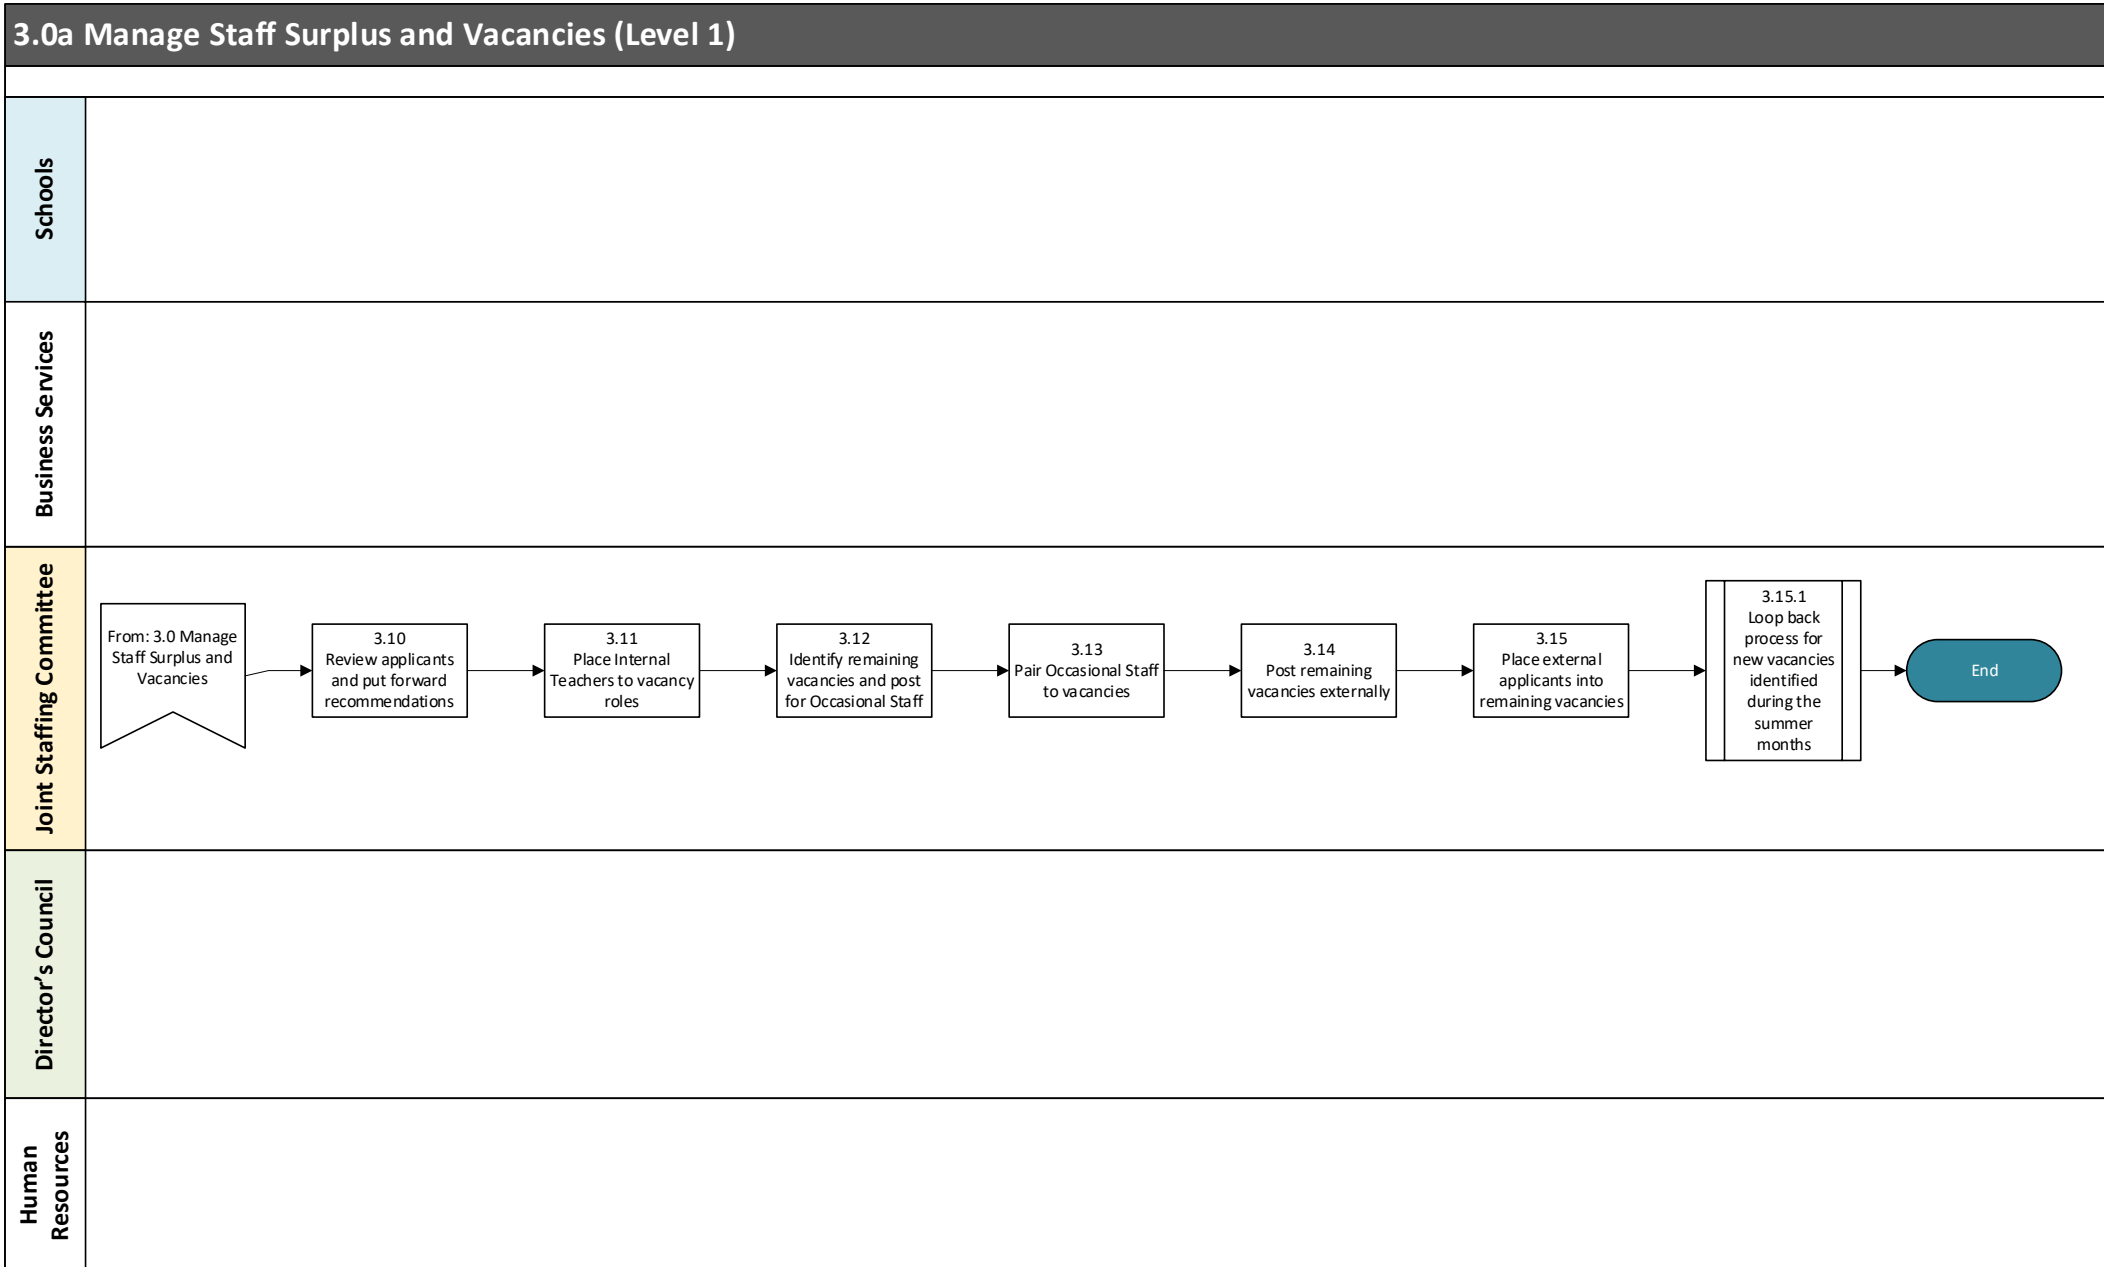 3.0a Manage Staff Surplus and Vacancies (Level 1)
Schools
Business Services
Joint Staffing Committee
From: 3.0 Manage
Staff Surplus and
Vacancies
3.10
Review applicants
and put forward
recommendations
3.11
Place Internal
Teachers to vacancy
roles
3.12
Identify remaining
vacancies and post
for Occasional Staff
3.13
Pair Occasional Staff
to vacancies
3.14
Post remaining
vacancies externally
3.15
Place external
applicants into
remaining vacancies
3.15.1
Loop back
process for
new vacancies
identified
during the
summer
months
End
Director’s Council
Human
Resources